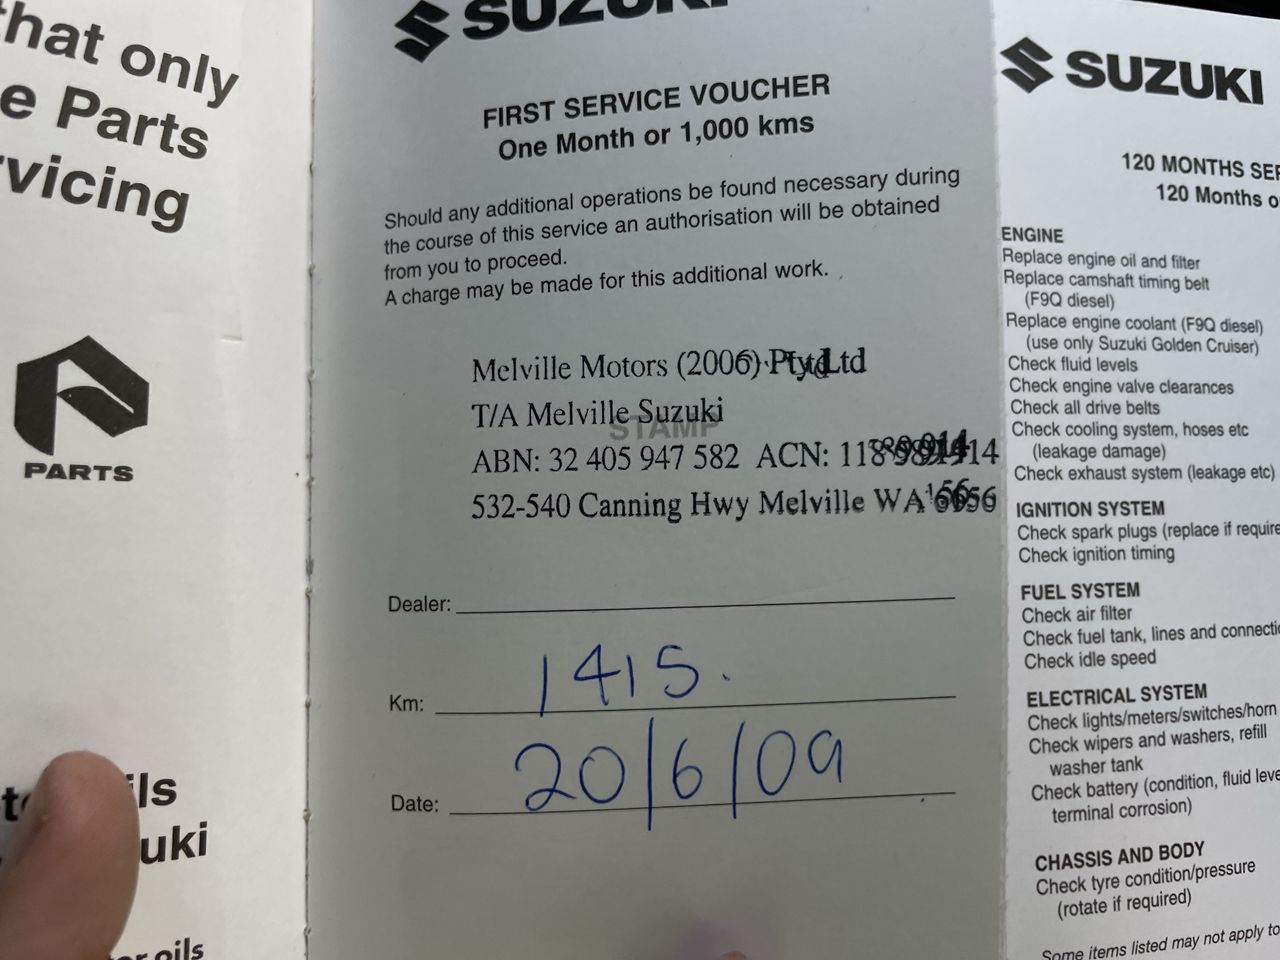 that only
e Parts
vicing
PARTS
ils
uki
oils
SUZUKI
FIRST SERVICE VOUCHER
One Month or 1,000 kms
Should any additional operations be found necessary during
the course of this service an authorisation will be obtained
from you to proceed.
A charge may be made for this additional work.
Melville Motors (2006) Pty Ltd
T/A Melville Suzuki
STAMP
ABN: 32 405 947 582 ACN:
532-540 Canning Hwy Melville WA
Dealer:
Km: 1415.
Date: 20/6/09
SUZUKI
120 MONTHS SER
120 Months o
ENGINE
Replace engine oil and filter
Replace camshaft timing belt
(F9Q diesel)
Replace engine coolant (F9Q diesel)
(use only Suzuki Golden Cruiser)
Check fluid levels
Check engine valve clearances
Check all drive belts
Check cooling system, hoses etc
(leakage damage)
Check exhaust system (leakage etc)
IGNITION SYSTEM
Check spark plugs (replace if require
Check ignition timing
FUEL SYSTEM
Check air filter
Check fuel tank, lines and connectio
Check idle speed
ELECTRICAL SYSTEM
Check lights/meters/switches/horn
Check wipers and washers, refill
washer tank
Check battery (condition, fluid leve
terminal corrosion)
CHASSIS AND BODY
Check tyre condition/pressure
(rotate if required)
Some items listed may not apply to